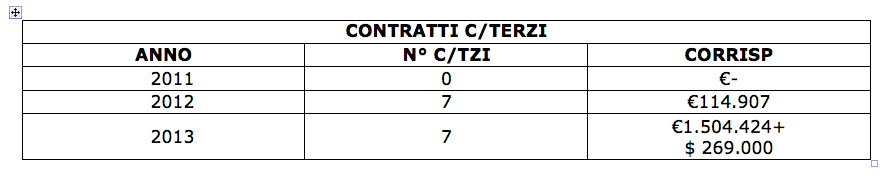 CONTRATTI C/TERZI
ANNO N° C/TZI CORRISP
2011 0 €-
2012 7 €114.907
2013 7 €1.504.424+
$ 269.000